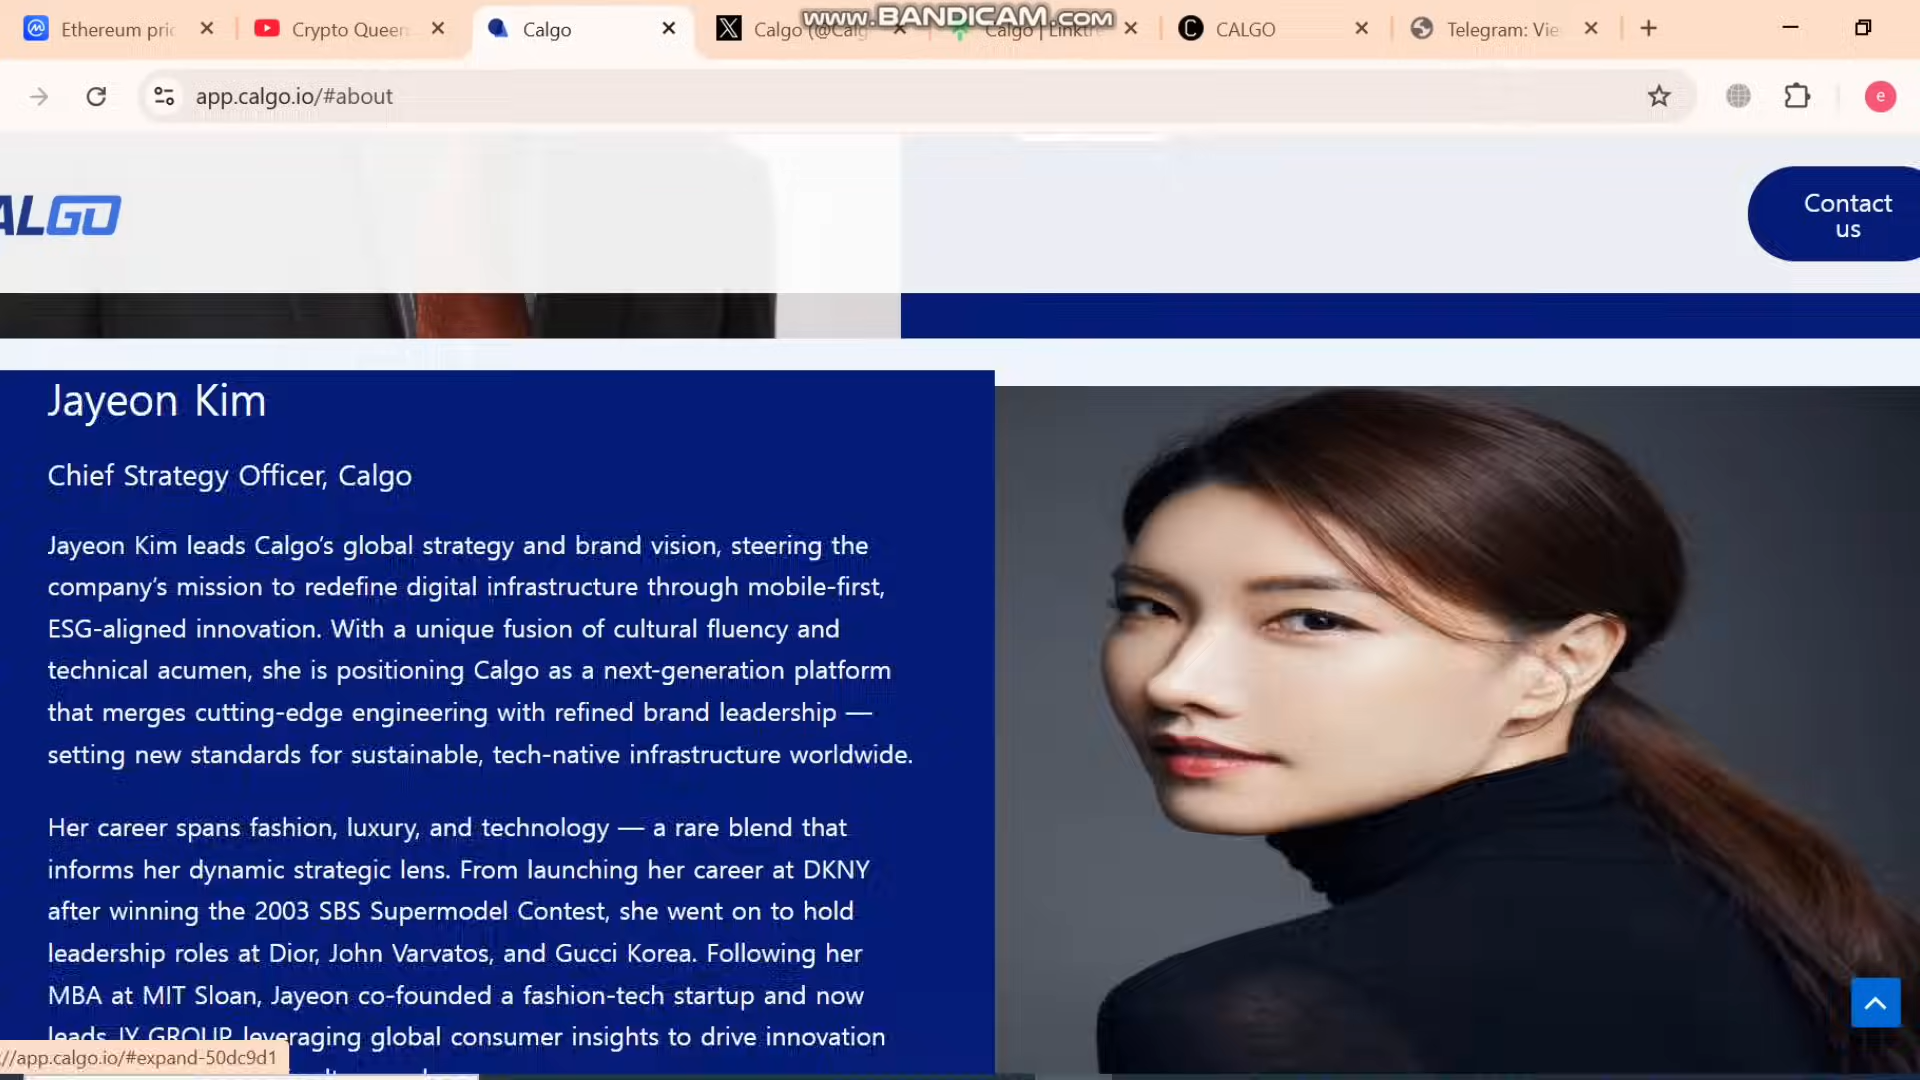 www.BANDICAM.com
Ethereum pric
Crypto Queen
Calgo
Calgo (@Calg
Calgo | Linktre
CALGO
Telegram: Vie
app.calgo.io/#about
e
ALGO
Contact
us
Jayeon Kim
Chief Strategy Officer, Calgo
Jayeon Kim leads Calgo’s global strategy and brand vision, steering the
company’s mission to redefine digital infrastructure through mobile-first,
ESG-aligned innovation. With a unique fusion of cultural fluency and
technical acumen, she is positioning Calgo as a next-generation platform
that merges cutting-edge engineering with refined brand leadership —
setting new standards for sustainable, tech-native infrastructure worldwide.
Her career spans fashion, luxury, and technology — a rare blend that
informs her dynamic strategic lens. From launching her career at DKNY
after winning the 2003 SBS Supermodel Contest, she went on to hold
leadership roles at Dior, John Varvatos, and Gucci Korea. Following her
MBA at MIT Sloan, Jayeon co-founded a fashion-tech startup and now
leads JY GROUP leveraging global consumer insights to drive innovation
//app.calgo.io/#expand-50dc9d1